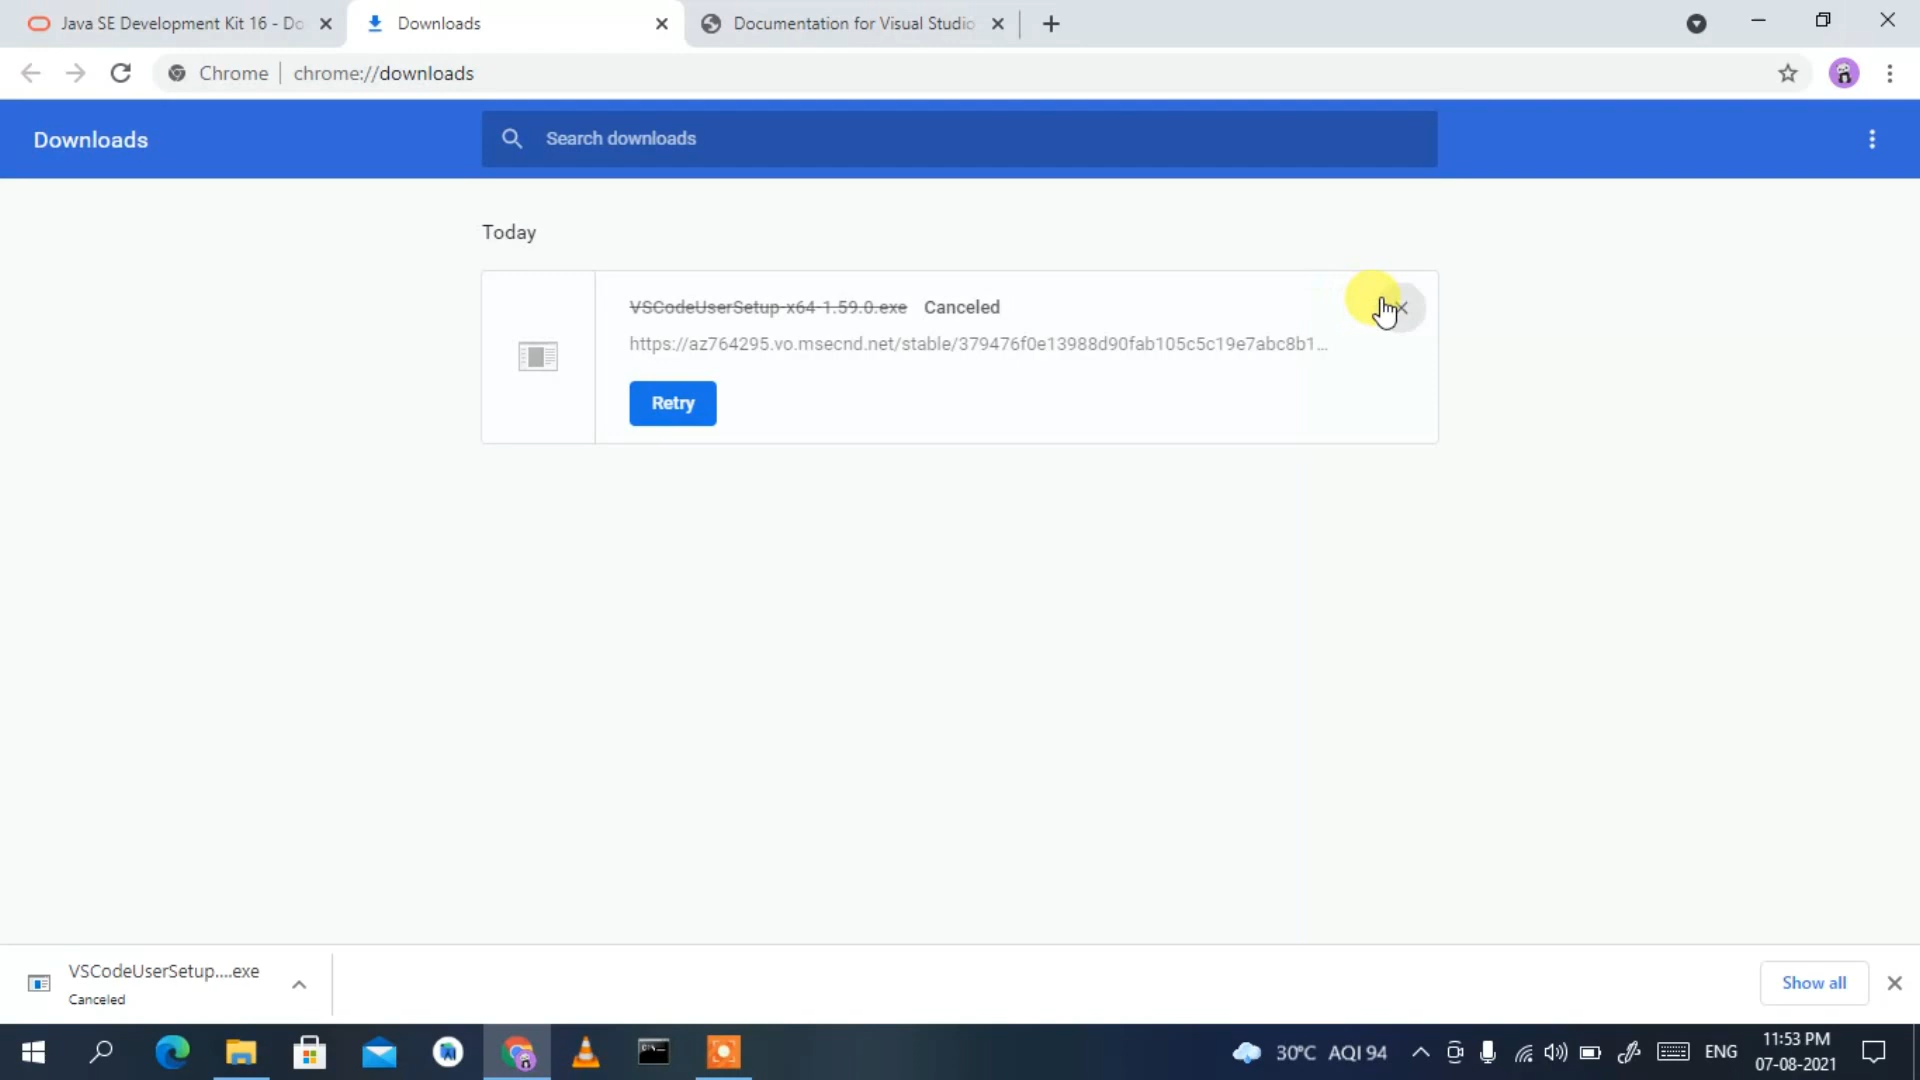 Java SE Development Kit 16 - Do
Downloads
Documentation for Visual Studio
Chrome
chrome://downloads
Downloads
Search downloads
Today
VSCodeUserSetup-x64-1.59.0.exe Canceled
https://az764295.vo.msecnd.net/stable/379476f0e13988d90fab105c5c19e7abc8b1...
Retry
VSCodeUserSetup....exe
Canceled
Show all
30°C AQI 94
ENG
11:53 PM
07-08-2021